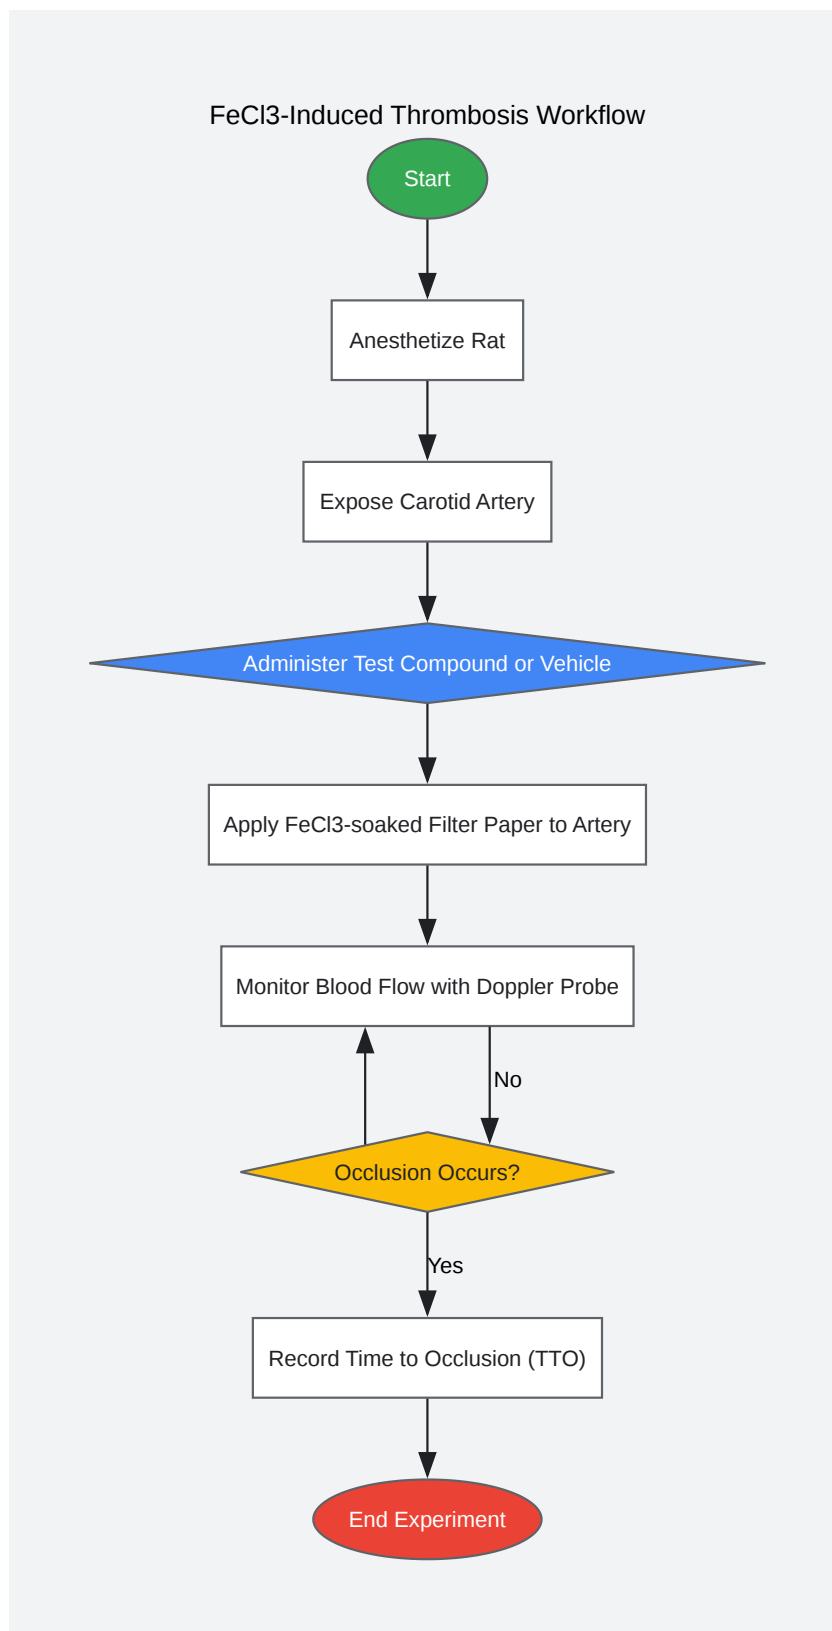 FeCl3-Induced Thrombosis Workflow
Start
Anesthetize Rat
Expose Carotid Artery
Administer Test Compound or Vehicle
Apply FeCl3-soaked Filter Paper to Artery
Monitor Blood Flow with Doppler Probe
No
Occlusion Occurs?
Yes
Record Time to Occlusion (TTO)
End Experiment